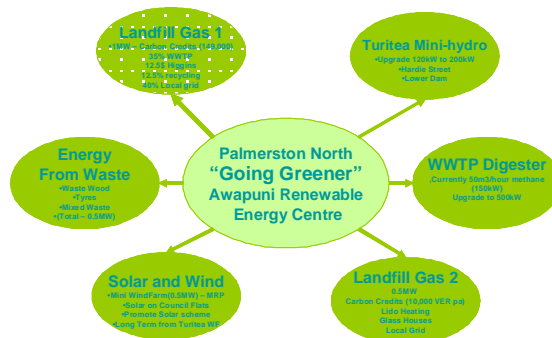 Landfill Gas 1
•1MW – Carbon Credits (140,000)
35% WWTP
12.5$ Higgins
12.5% recycling
40% Local grid
Turitea Mini-hydro
•Upgrade 120kW to 200kW
•Hardie Street
•Lower Dam
Energy
From Waste
•Waste Wood
•Tyres
•Mixed Waste
•(Total – 0.5MW)
Palmerston North
“Going Greener”
Awapuni Renewable
Energy Centre
WWTP Digester
.Currently 50m3/hour methane
(150kW)
Upgrade to 500kW
Solar and Wind
•Mini WindFarm(0.5MW) – MRP
•Solar on Council Flats
•Promote Solar scheme
•Long Term from Turitea WF
Landfill Gas 2
0.5MW
Carbon Credits (10,000 VER pa)
Lido Heating
Glass Houses
Local Grid